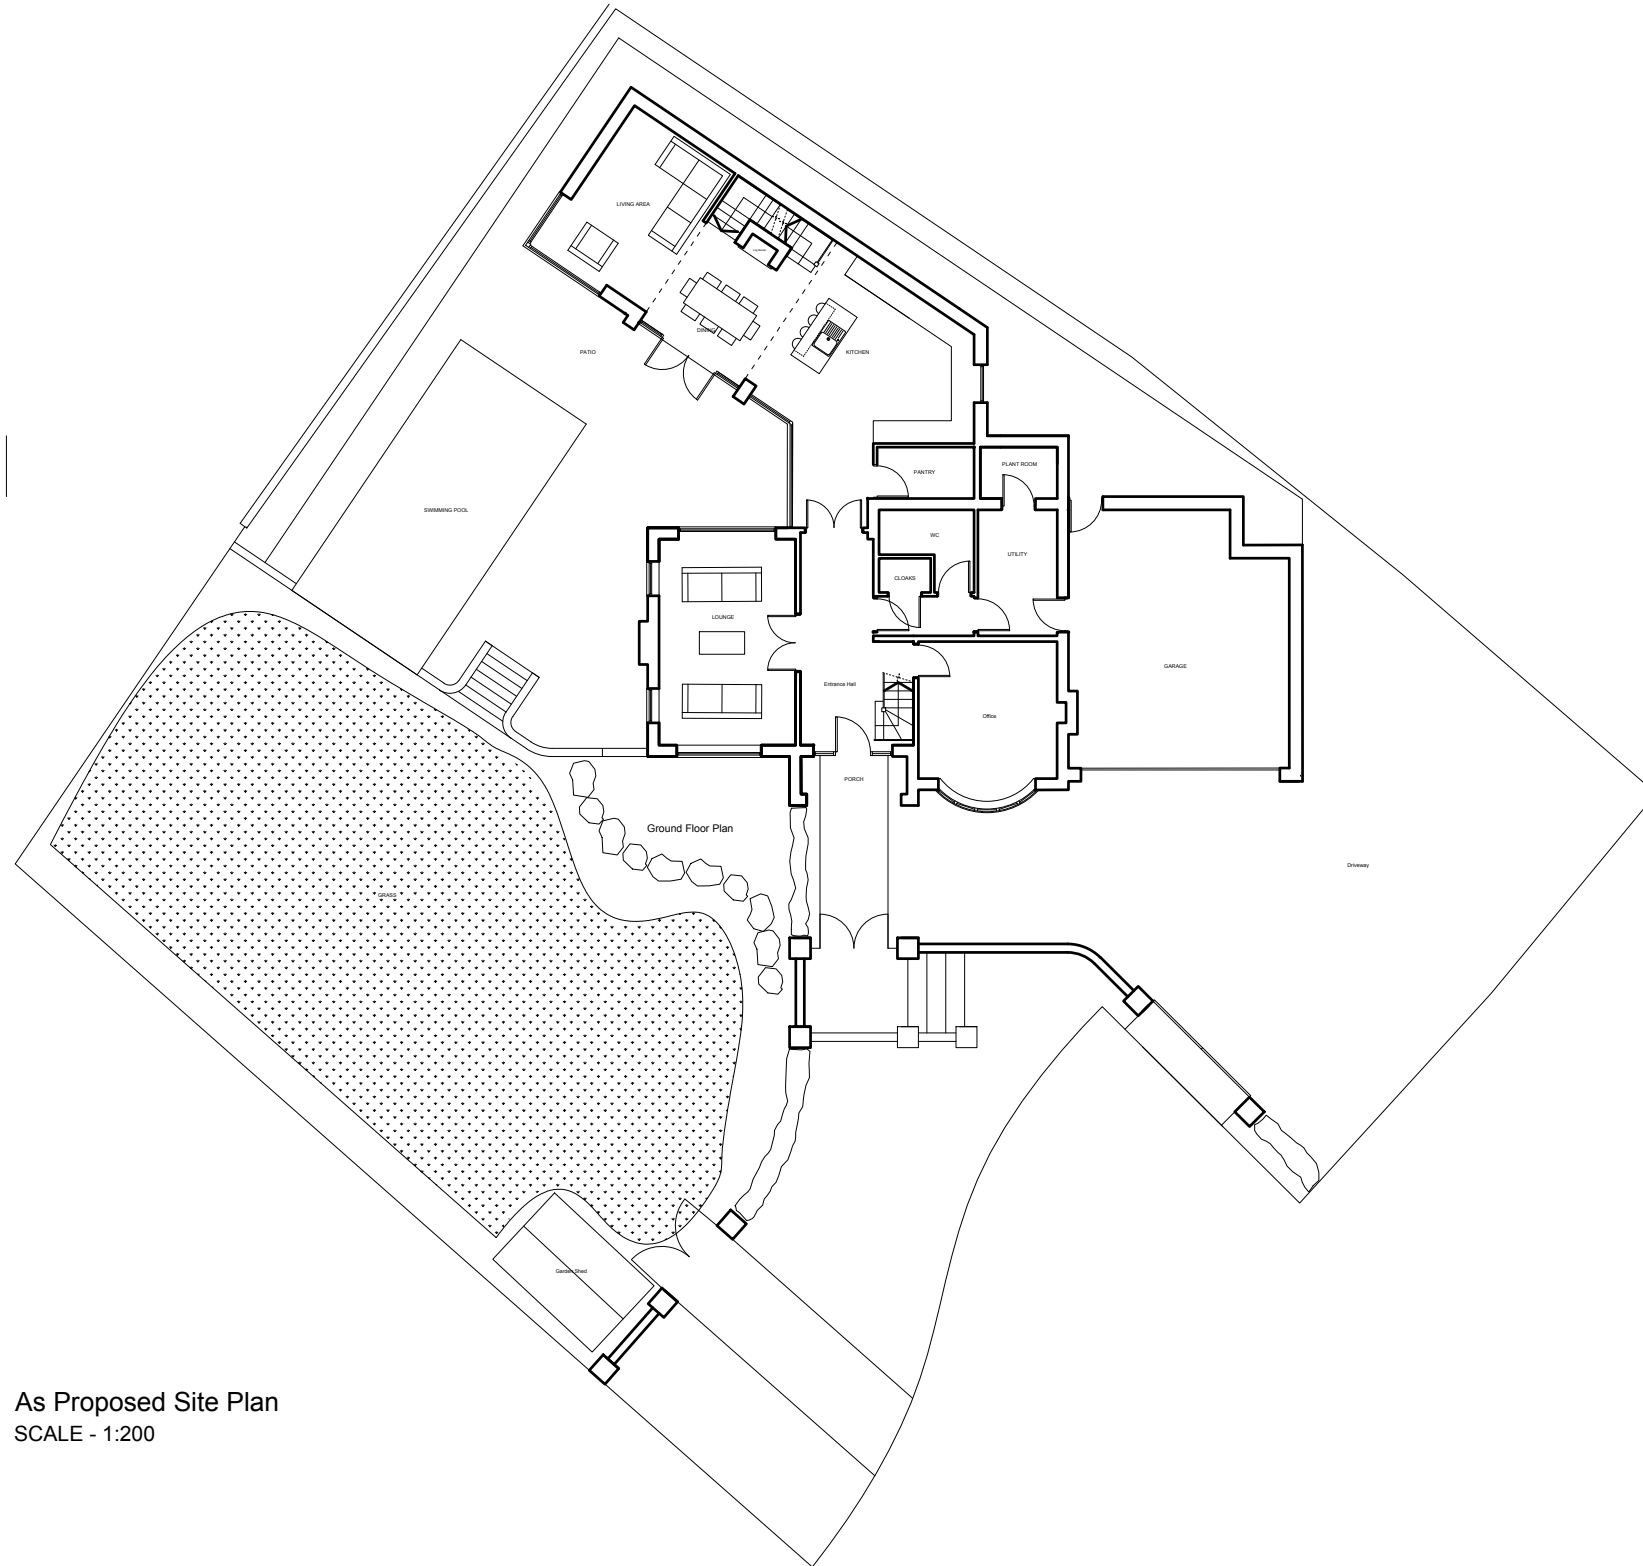 LIVING AREA
DINING
PATIO
KITCHEN
PANTRY
PLANT ROOM
SWIMMING POOL
WC
UTILITY
CLOAKS
LOUNGE
GARAGE
Entrance Hall
Office
PORCH
Ground Floor Plan
Driveway
GRASS
Garden Shed
As Proposed Site Plan
SCALE - 1:200